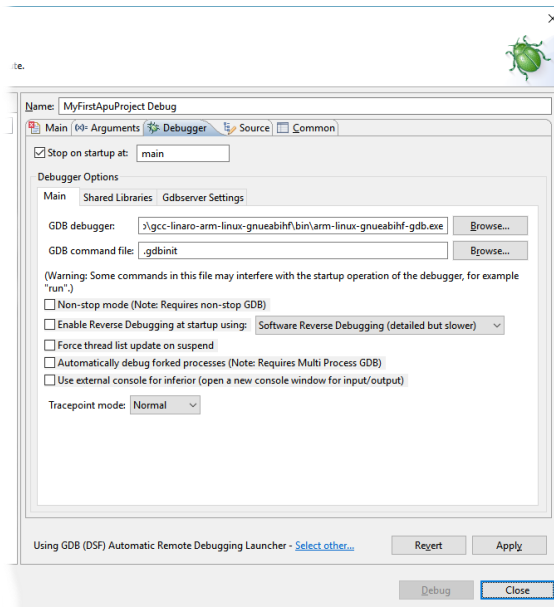 Name: MyFirstApuProject Debug
Main (x)= Arguments Debugger Source Common
Stop on startup at: main
Debugger Options
Main Shared Libraries Gdbserver Settings
GDB debugger: \gcc-linaro-arm-linux-gnueabihf\bin\arm-linux-gnueabihf-gdb.exe Browse...
GDB command file: .gdbinit Browse...
(Warning: Some commands in this file may interfere with the startup operation of the debugger, for example
"run".)
Non-stop mode (Note: Requires non-stop GDB)
Enable Reverse Debugging at startup using: Software Reverse Debugging (detailed but slower)
Force thread list update on suspend
Automatically debug forked processes (Note: Requires Multi Process GDB)
Use external console for inferior (open a new console window for input/output)
Tracepoint mode: Normal
Using GDB (DSF) Automatic Remote Debugging Launcher - Select other... Revert Apply
Debug Close